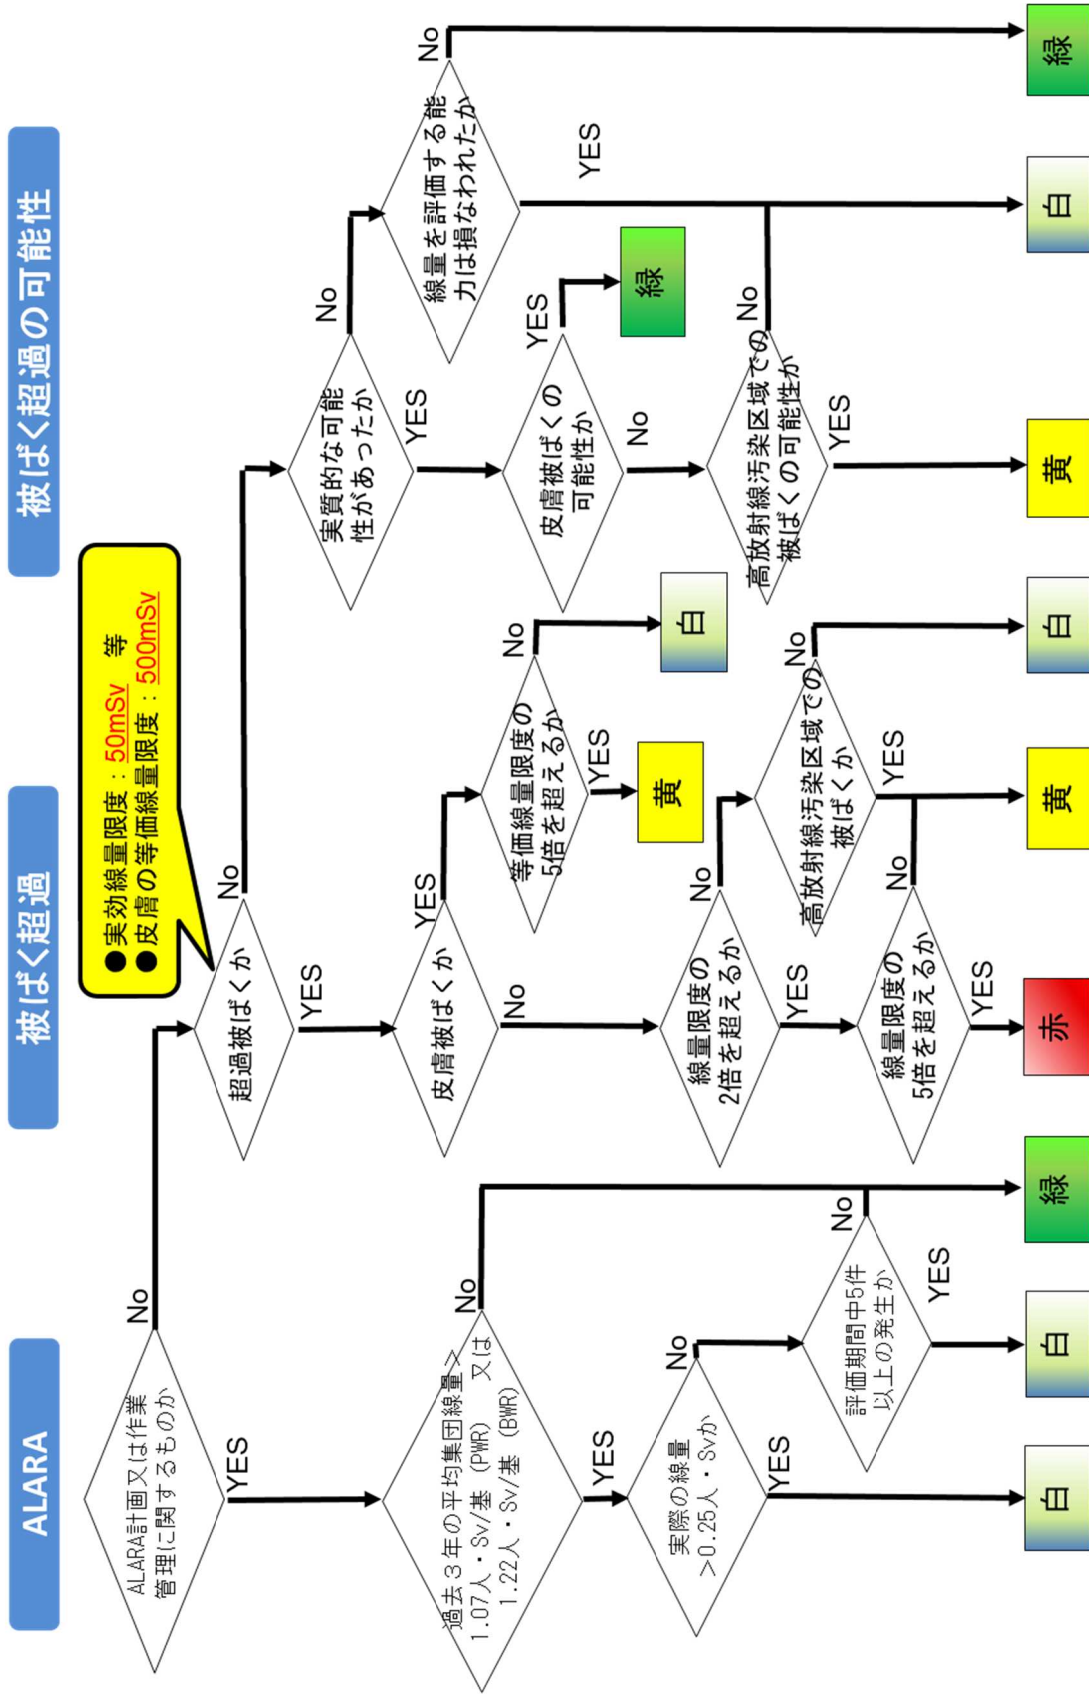 ALARA
被ばく超過
被ばく超過の可能性
●実効線量限度：50mSv 等
●皮膚の等価線量限度：500mSv
ALARA計画又は作業
管理に関するものか
No
YES
過去３年の平均集団線量＞
1.07人・Sv/基（PWR）又は
1.22人・Sv/基（BWR）
No
YES
実際の線量
>0.25人・Svか
No
YES
評価期間中5件
以上の発生か
No
YES
白
白
緑
超過被ばくか
No
YES
皮膚被ばくか
YES
No
等価線量限度の
5倍を超えるか
No
YES
白
黄
線量限度の
2倍を超えるか
No
YES
高放射線汚染区域での
被ばくか
No
YES
線量限度の
5倍を超えるか
No
YES
赤
黄
白
実質的な可能
性があったか
No
YES
線量を評価する能
力は損なわれたか
No
YES
皮膚被ばくの
可能性か
YES
No
緑
高放射線汚染区域での
被ばくの可能性か
No
YES
黄
白
緑